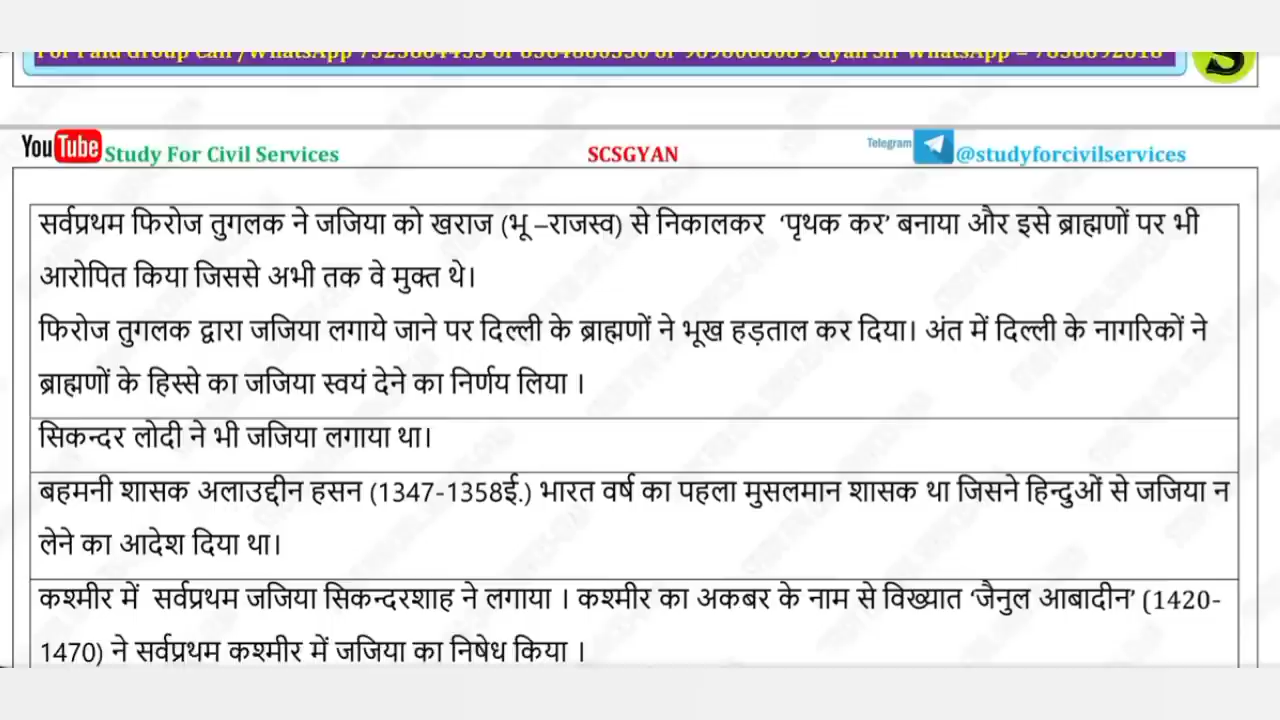 YouTube Study For Civil Services SCSGYAN Telegram @studyforcivilservices
सर्वप्रथम फिरोज तुगलक ने जजिया को खराज (भू –राजस्व) से निकालकर ‘पृथक कर’ बनाया और इसे ब्राह्मणों पर भी
आरोपित किया जिससे अभी तक वे मुक्त थे।
फिरोज तुगलक द्वारा जजिया लगाये जाने पर दिल्ली के ब्राह्मणों ने भूख हड़ताल कर दिया। अंत में दिल्ली के नागरिकों ने
ब्राह्मणों के हिस्से का जजिया स्वयं देने का निर्णय लिया ।
सिकन्दर लोदी ने भी जजिया लगाया था।
बहमनी शासक अलाउद्दीन हसन (1347-1358ई.) भारत वर्ष का पहला मुसलमान शासक था जिसने हिन्दुओं से जजिया न
लेने का आदेश दिया था।
कश्मीर में सर्वप्रथम जजिया सिकन्दरशाह ने लगाया । कश्मीर का अकबर के नाम से विख्यात ‘जैनुल आबादीन’ (1420-
1470) ने सर्वप्रथम कश्मीर में जजिया का निषेध किया ।